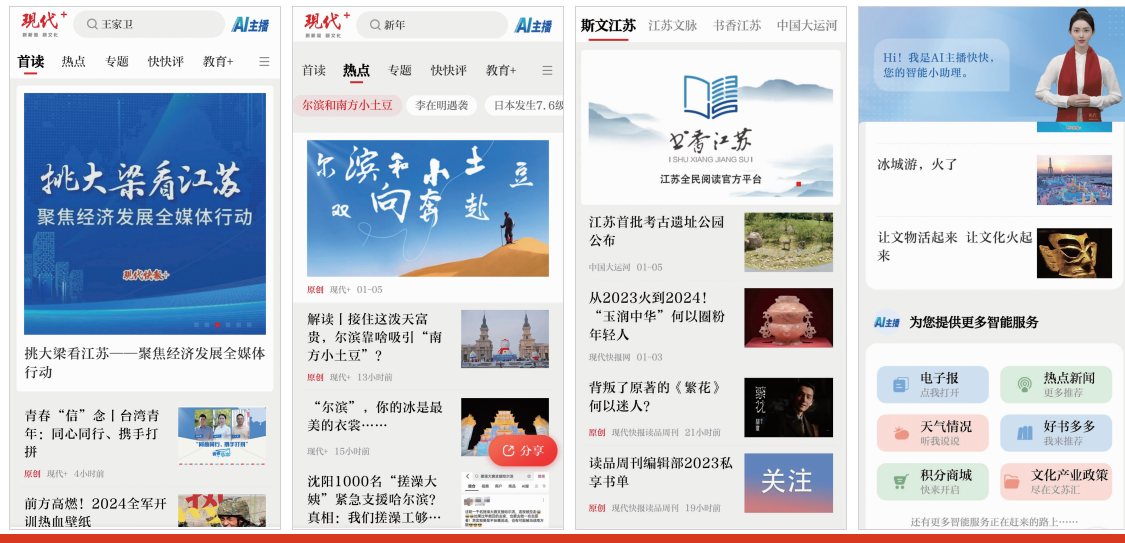 现代+
新新闻 新文化
王家卫
AI主播
首读
热点
专题
快快评
教育+
挑大梁看江苏
聚焦经济发展全媒体行动
现代快报+
挑大梁看江苏——聚焦经济发展全媒体
行动
青春“信”念丨台湾青
年：同心同行、携手打
拼
原创 现代+ 4小时前
前方高燃！2024全军开
训热血壁纸
现代+
新新闻 新文化
新年
AI主播
首读
热点
专题
快快评
教育+
尔滨和南方小土豆
李在明遇袭
日本发生7.6级
尔滨和小土豆
双向奔赴
原创 现代+ 01-05
解读丨接住这泼天富
贵，尔滨靠啥吸引“南
方小土豆”？
原创 现代+ 13小时前
“尔滨”，你的冰是最
美的衣裳……
现代+ 15小时前
分享
沈阳1000名“搓澡大
姨”紧急支援哈尔滨？
真相：我们搓澡工够…
斯文江苏
江苏文脉
书香江苏
中国大运河
书香江苏
SHU XIANG JIANG SU
江苏全民阅读官方平台
江苏首批考古遗址公园
公布
中国大运河 01-05
从2023火到2024！
“玉润中华”何以圈粉
年轻人
现代快报网 01-03
背叛了原著的《繁花》
何以迷人？
原创 现代快报读品周刊 21小时前
读品周刊编辑部2023私
享书单
原创 现代快报读品周刊 19小时前
关注
Hi！我是AI主播快快，
您的智能小助理。
冰城游，火了
让文物活起来 让文化火起
来
AI主播 为您提供更多智能服务
电子报
点我打开
热点新闻
更多推荐
天气情况
听我说说
好书多多
我来推荐
积分商城
快来开启
文化产业政策
尽在文苏汇
还有更多智能服务正在赶来的路上……